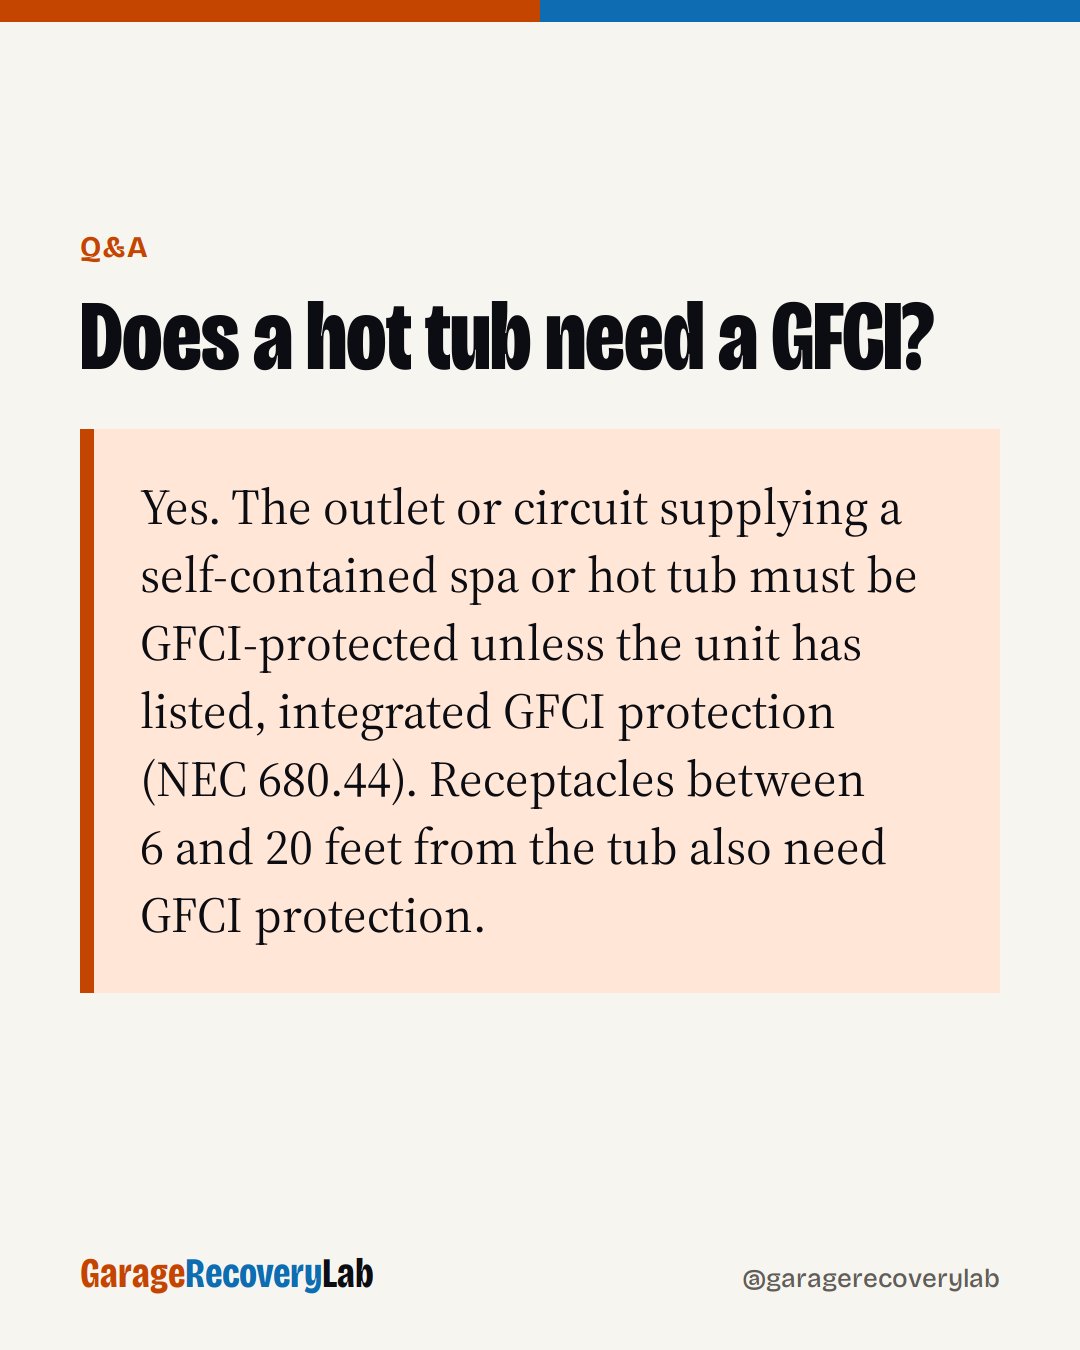 Q&A
Does a hot tub need a GFCI?
Yes. The outlet or circuit supplying a
self-contained spa or hot tub must be
GFCI-protected unless the unit has
listed, integrated GFCI protection
(NEC 680.44). Receptacles between
6 and 20 feet from the tub also need
GFCI protection.
GarageRecoveryLab
@garagerecoverylab